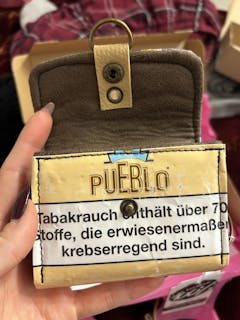 PUEBLO
Tabakrauch enthält über 70
Stoffe, die erwiesenermaßen
krebserregend sind.